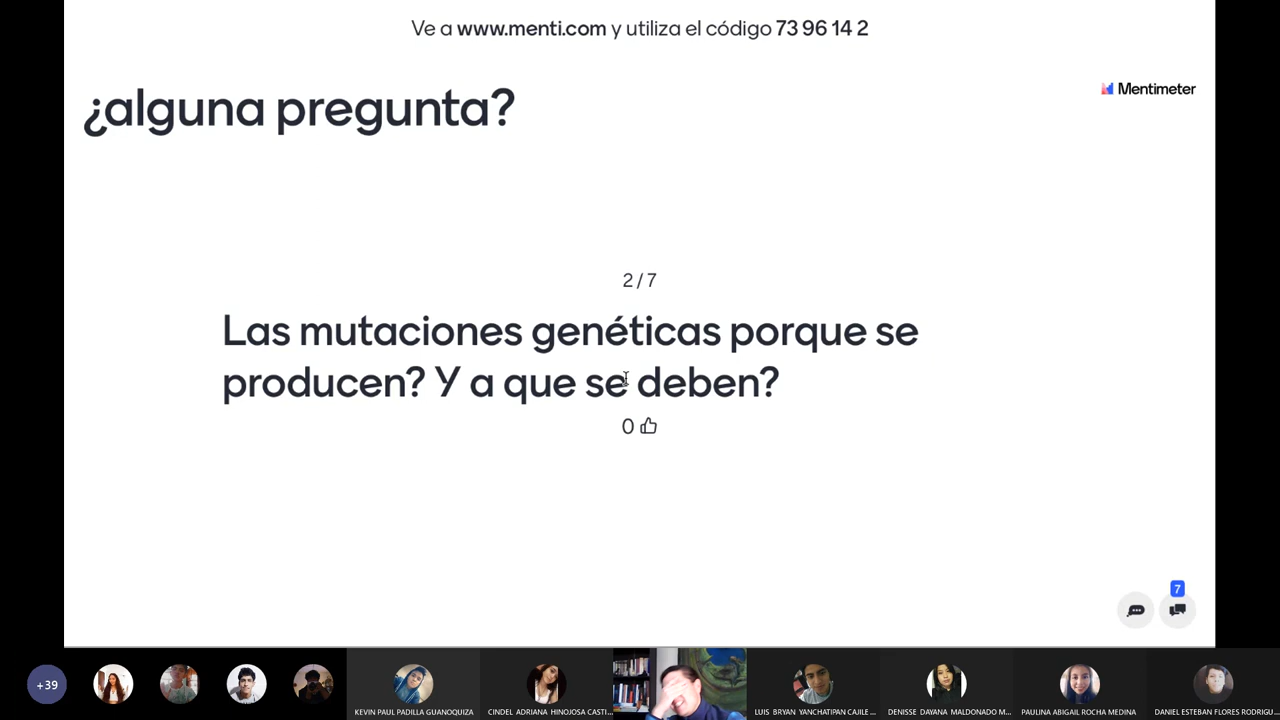 Ve a www.menti.com y utiliza el código 73 96 14 2
Mentimeter
¿alguna pregunta?
2 / 7
Las mutaciones genéticas porque se
producen? Y a que se deben?
0
7
+39
KEVIN PAUL PADILLA GUANOQUIZA
CINDEL ADRIANA HINOJOSA CASTI...
LUIS BRYAN YANCHATIPAN CAJILE...
DENISSE DAYANA MALDONADO M...
PAULINA ABIGAIL ROCHA MEDINA
DANIEL ESTEBAN FLORES RODRIGU